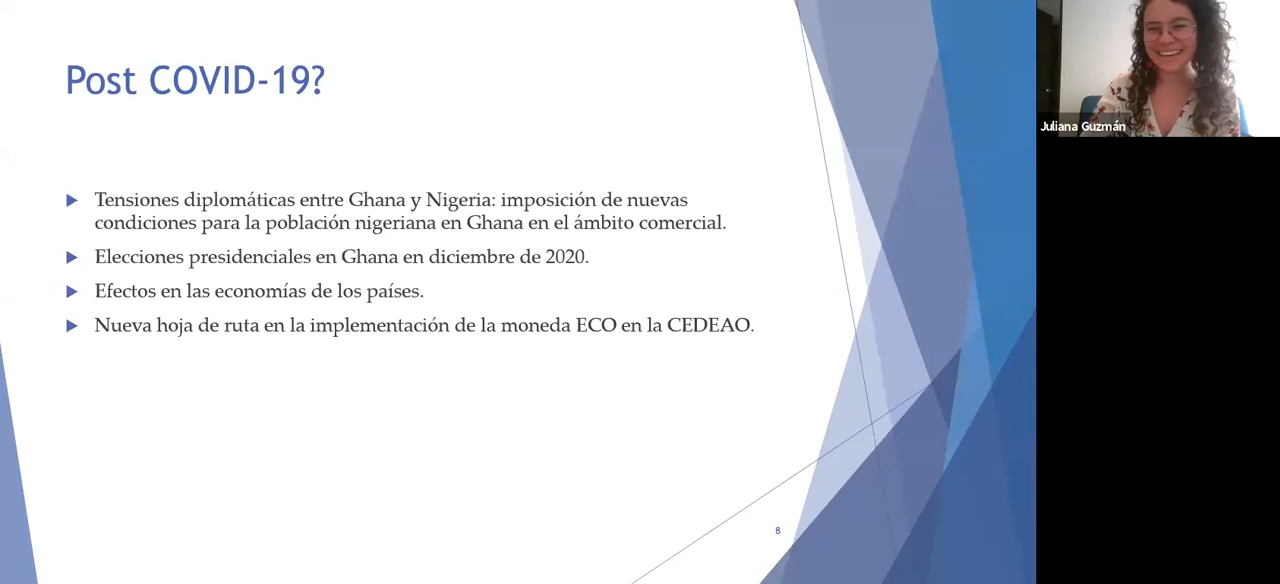 Post COVID-19?
Tensiones diplomáticas entre Ghana y Nigeria: imposición de nuevas
condiciones para la población nigeriana en Ghana en el ámbito comercial.
Elecciones presidenciales en Ghana en diciembre de 2020.
Efectos en las economías de los países.
Nueva hoja de ruta en la implementación de la moneda ECO en la CEDEAO.
8
Juliana Guzmán